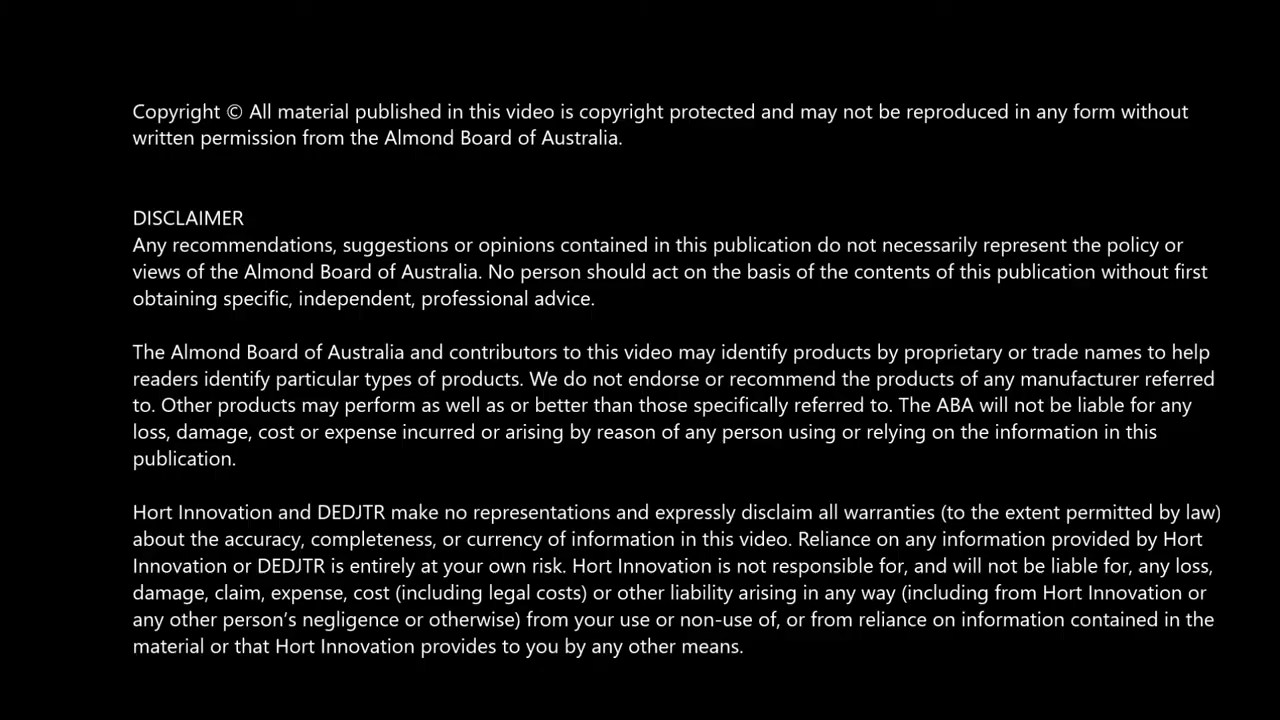 Copyright © All material published in this video is copyright protected and may not be reproduced in any form without
written permission from the Almond Board of Australia.
DISCLAIMER
Any recommendations, suggestions or opinions contained in this publication do not necessarily represent the policy or
views of the Almond Board of Australia. No person should act on the basis of the contents of this publication without first
obtaining specific, independent, professional advice.
The Almond Board of Australia and contributors to this video may identify products by proprietary or trade names to help
readers identify particular types of products. We do not endorse or recommend the products of any manufacturer referred
to. Other products may perform as well as or better than those specifically referred to. The ABA will not be liable for any
loss, damage, cost or expense incurred or arising by reason of any person using or relying on the information in this
publication.
Hort Innovation and DEDJTR make no representations and expressly disclaim all warranties (to the extent permitted by law)
about the accuracy, completeness, or currency of information in this video. Reliance on any information provided by Hort
Innovation or DEDJTR is entirely at your own risk. Hort Innovation is not responsible for, and will not be liable for, any loss,
damage, claim, expense, cost (including legal costs) or other liability arising in any way (including from Hort Innovation or
any other person’s negligence or otherwise) from your use or non-use of, or from reliance on information contained in the
material or that Hort Innovation provides to you by any other means.